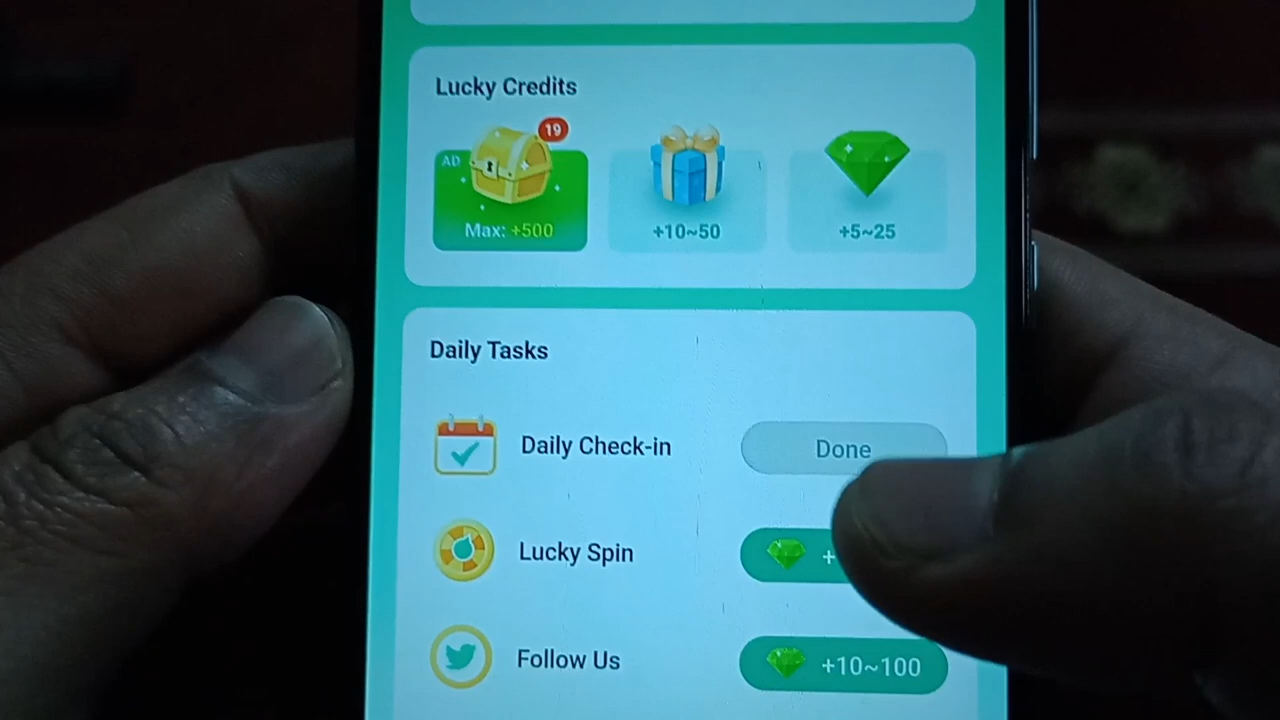 Lucky Credits
19
AD
Max: +500
+10~50
+5~25
Daily Tasks
Daily Check-in
Done
Lucky Spin
+
Follow Us
+10~100